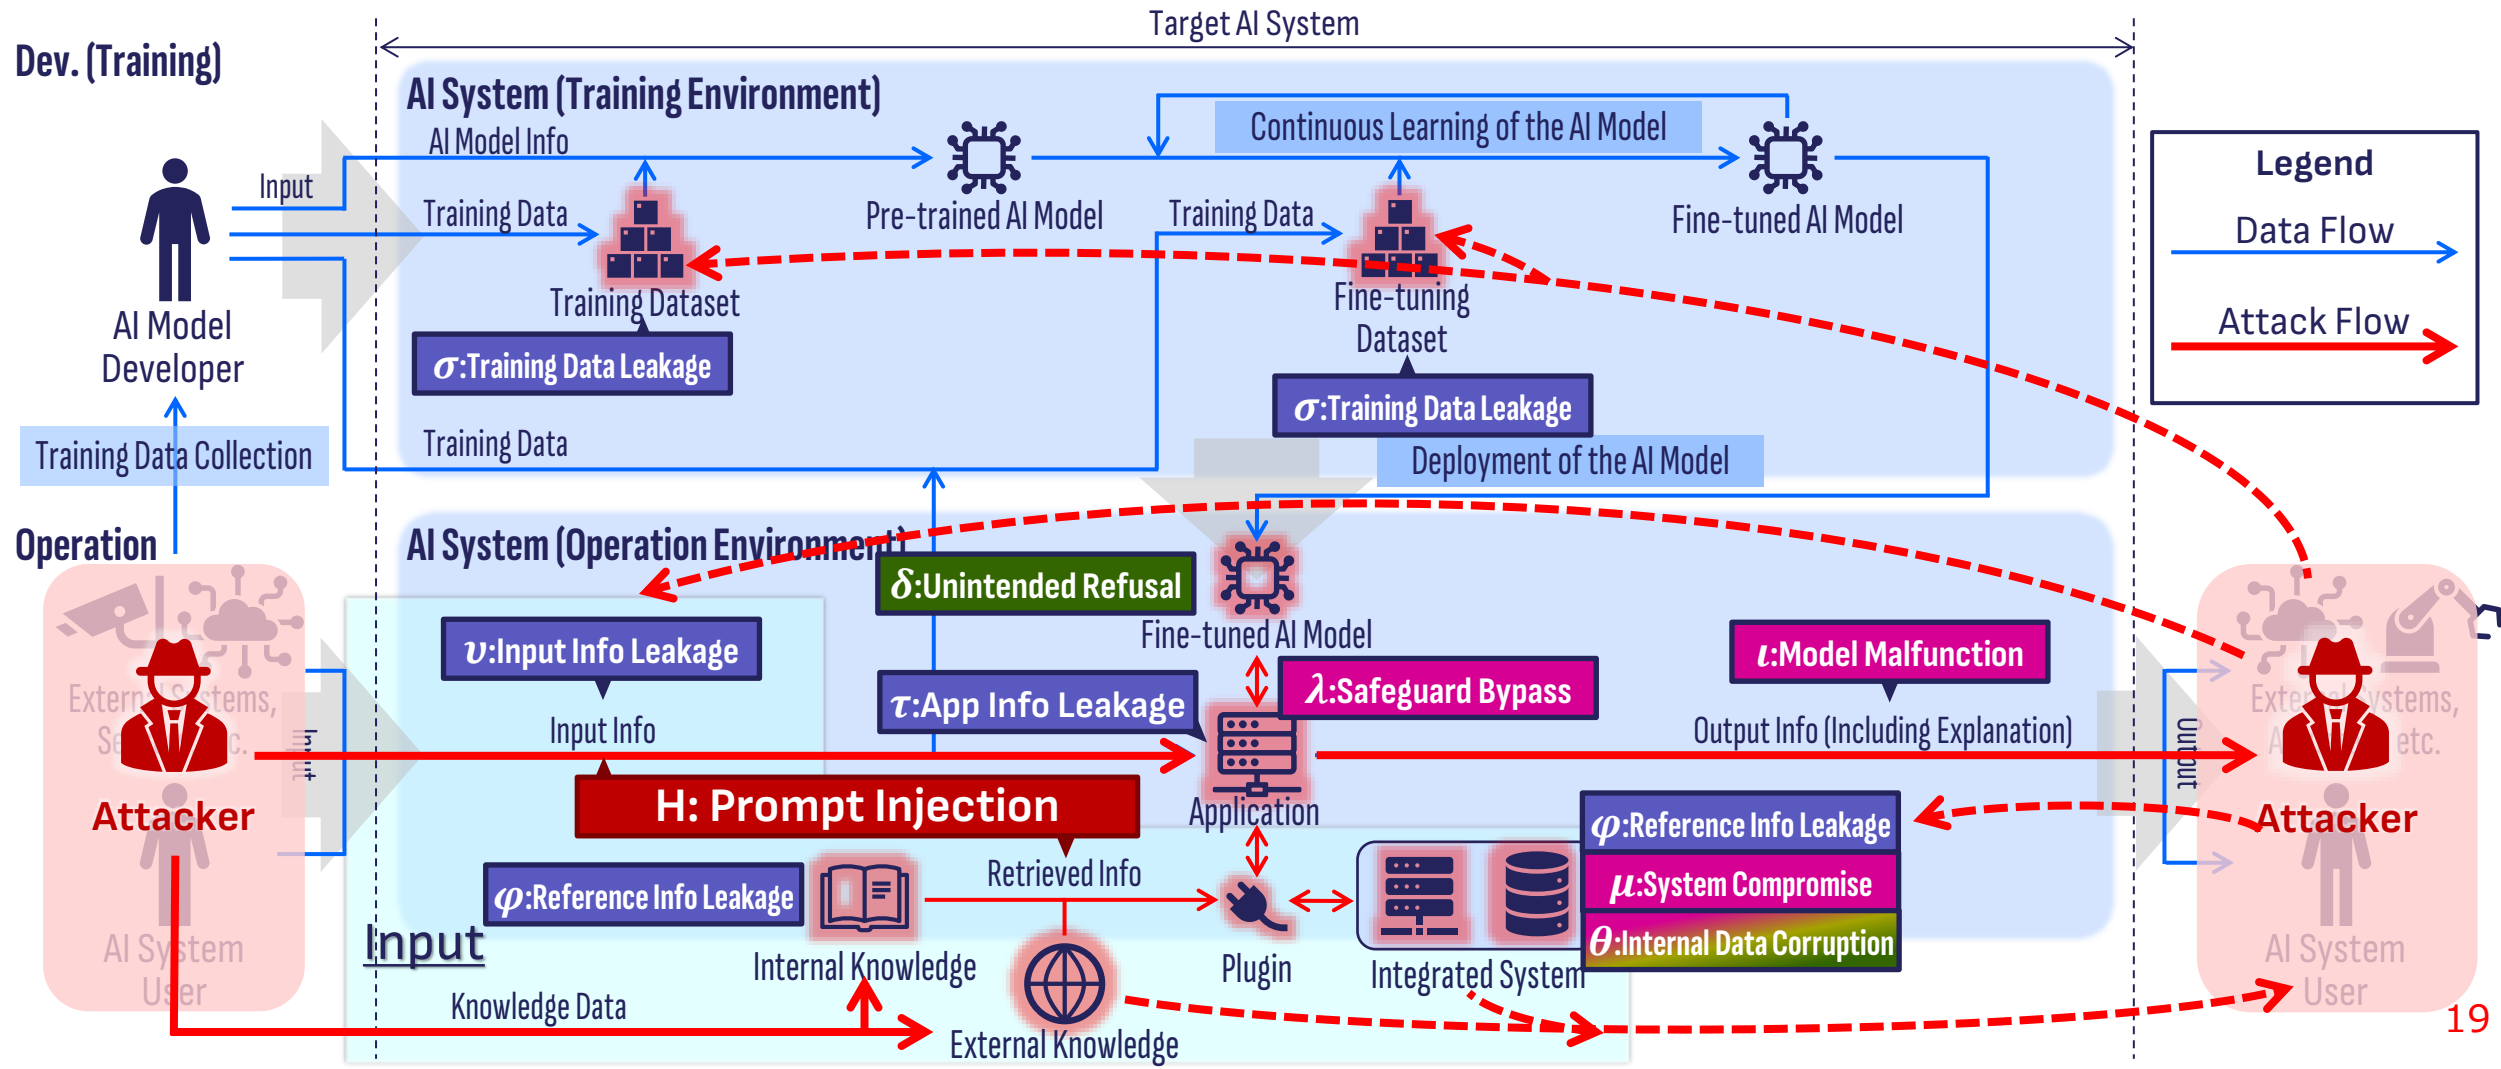 Target AI System
Dev. (Training)
AI System (Training Environment)
AI Model Info
Continuous Learning of the AI Model
Input
Training Data
Pre-trained AI Model
Training Data
Fine-tuned AI Model
Legend
Data Flow
Attack Flow
AI Model
Developer
Training Dataset
Fine-tuning
Dataset
σ:Training Data Leakage
σ:Training Data Leakage
Training Data Collection
Training Data
Deployment of the AI Model
Operation
AI System (Operation Environment)
δ:Unintended Refusal
Fine-tuned AI Model
υ:Input Info Leakage
τ:App Info Leakage
λ:Safeguard Bypass
ι:Model Malfunction
Input Info
Output Info (Including Explanation)
External Systems,
etc.
Input
Output
Attacker
H: Prompt Injection
Application
Attacker
AI System
User
φ:Reference Info Leakage
Retrieved Info
φ:Reference Info Leakage
μ:System Compromise
θ:Internal Data Corruption
Input
Internal Knowledge
Plugin
Integrated System
AI System
User
Knowledge Data
External Knowledge
19